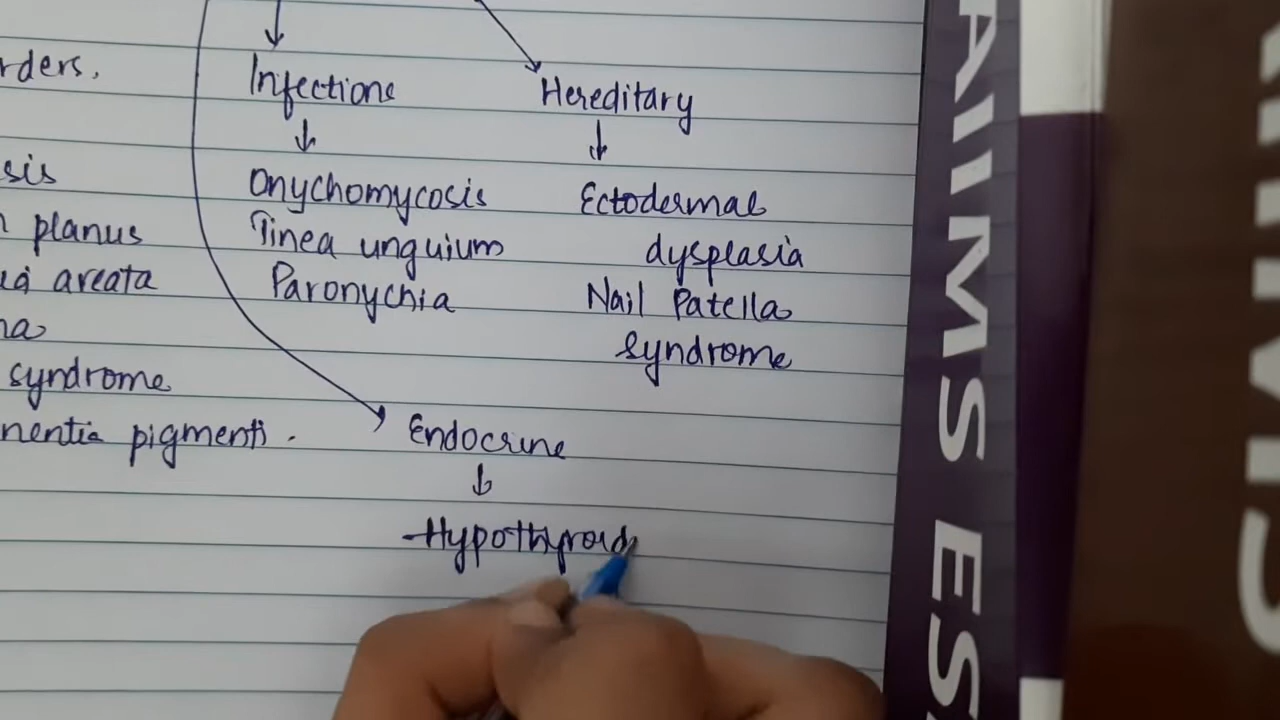 rders.
sis
planus
areata
syndrome
nentia pigmenti.
Infections
Onychomycosis
Tinea unguium
Paronychia
Hereditary
Ectodermal
dysplasia
Nail Patella
syndrome
Endocrine
Hypothyroid
AIIMS ES